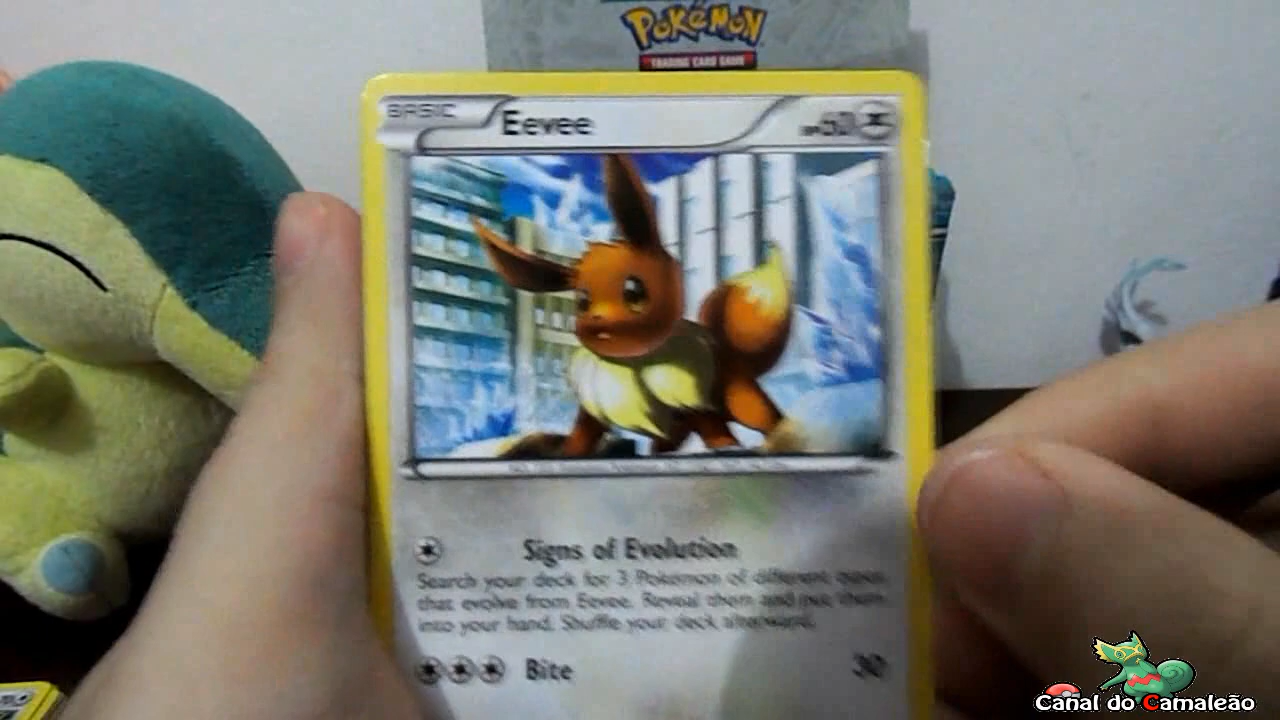 POKéMON
TRADING CARD GAME
BASIC
Eevee
HP60
Signs of Evolution
Search your deck for 3 Pokémon of different types
that evolve from Eevee. Reveal them and put them
into your hand. Shuffle your deck afterward.
Bite 30
Canal do Camaleão